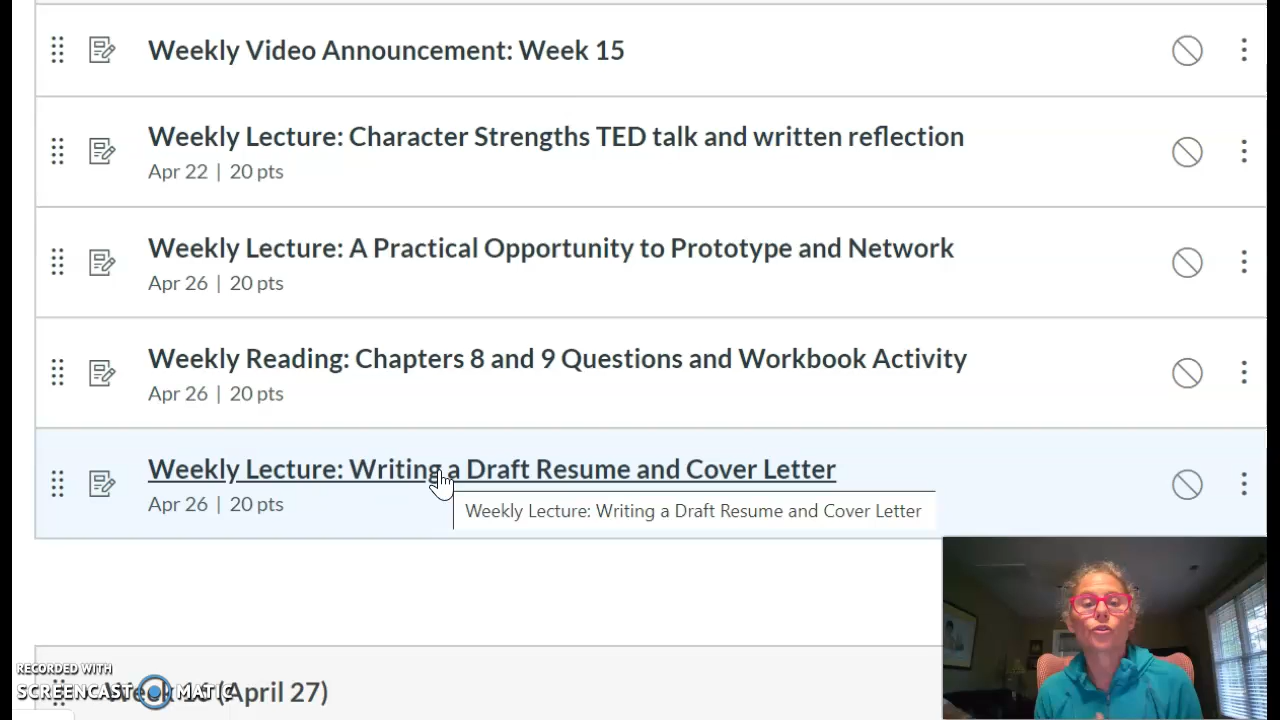 Weekly Video Announcement: Week 15
Weekly Lecture: Character Strengths TED talk and written reflection
Apr 22 | 20 pts
Weekly Lecture: A Practical Opportunity to Prototype and Network
Apr 26 | 20 pts
Weekly Reading: Chapters 8 and 9 Questions and Workbook Activity
Apr 26 | 20 pts
Weekly Lecture: Writing a Draft Resume and Cover Letter
Apr 26 | 20 pts
Weekly Lecture: Writing a Draft Resume and Cover Letter
RECORDED WITH
SCREENCAST MATIC
(April 27)